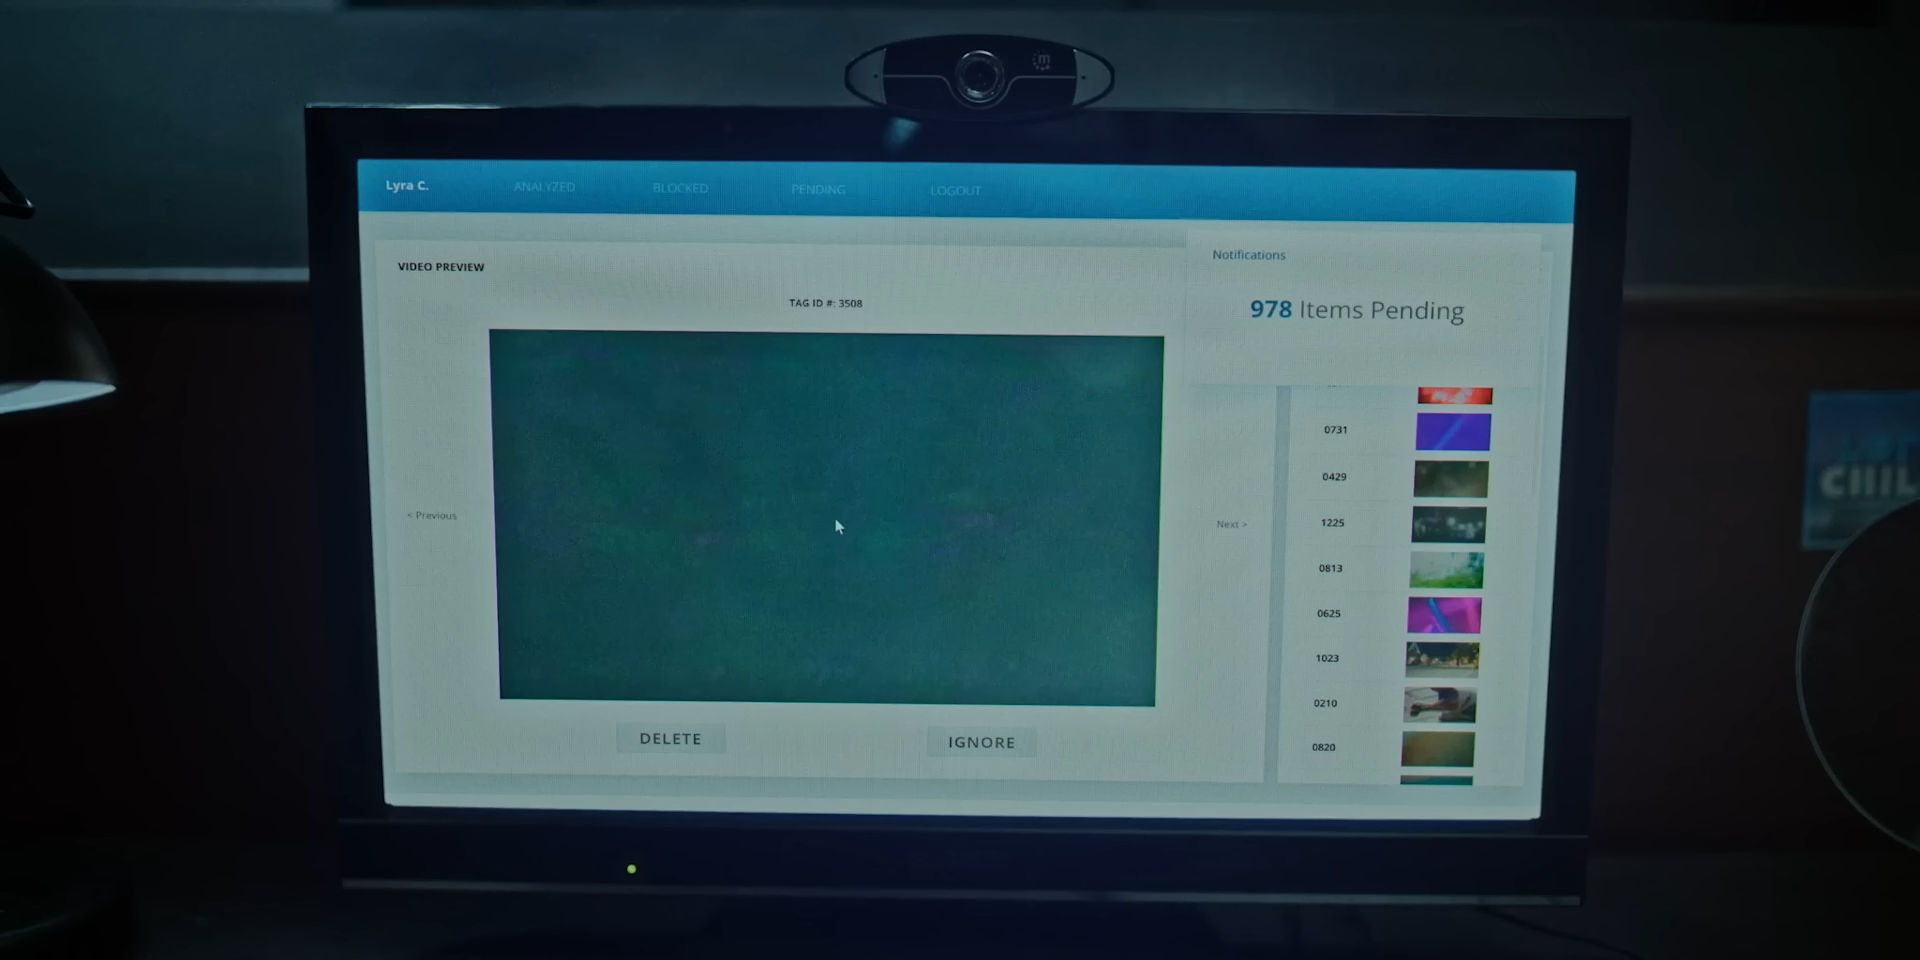 Lyra C. ANALYZED BLOCKED PENDING LOGOUT
VIDEO PREVIEW
TAG ID #: 3508
Notifications
978 Items Pending
0731
0429
1225
< Previous
Next >
0813
0625
1023
0210
0820
DELETE
IGNORE